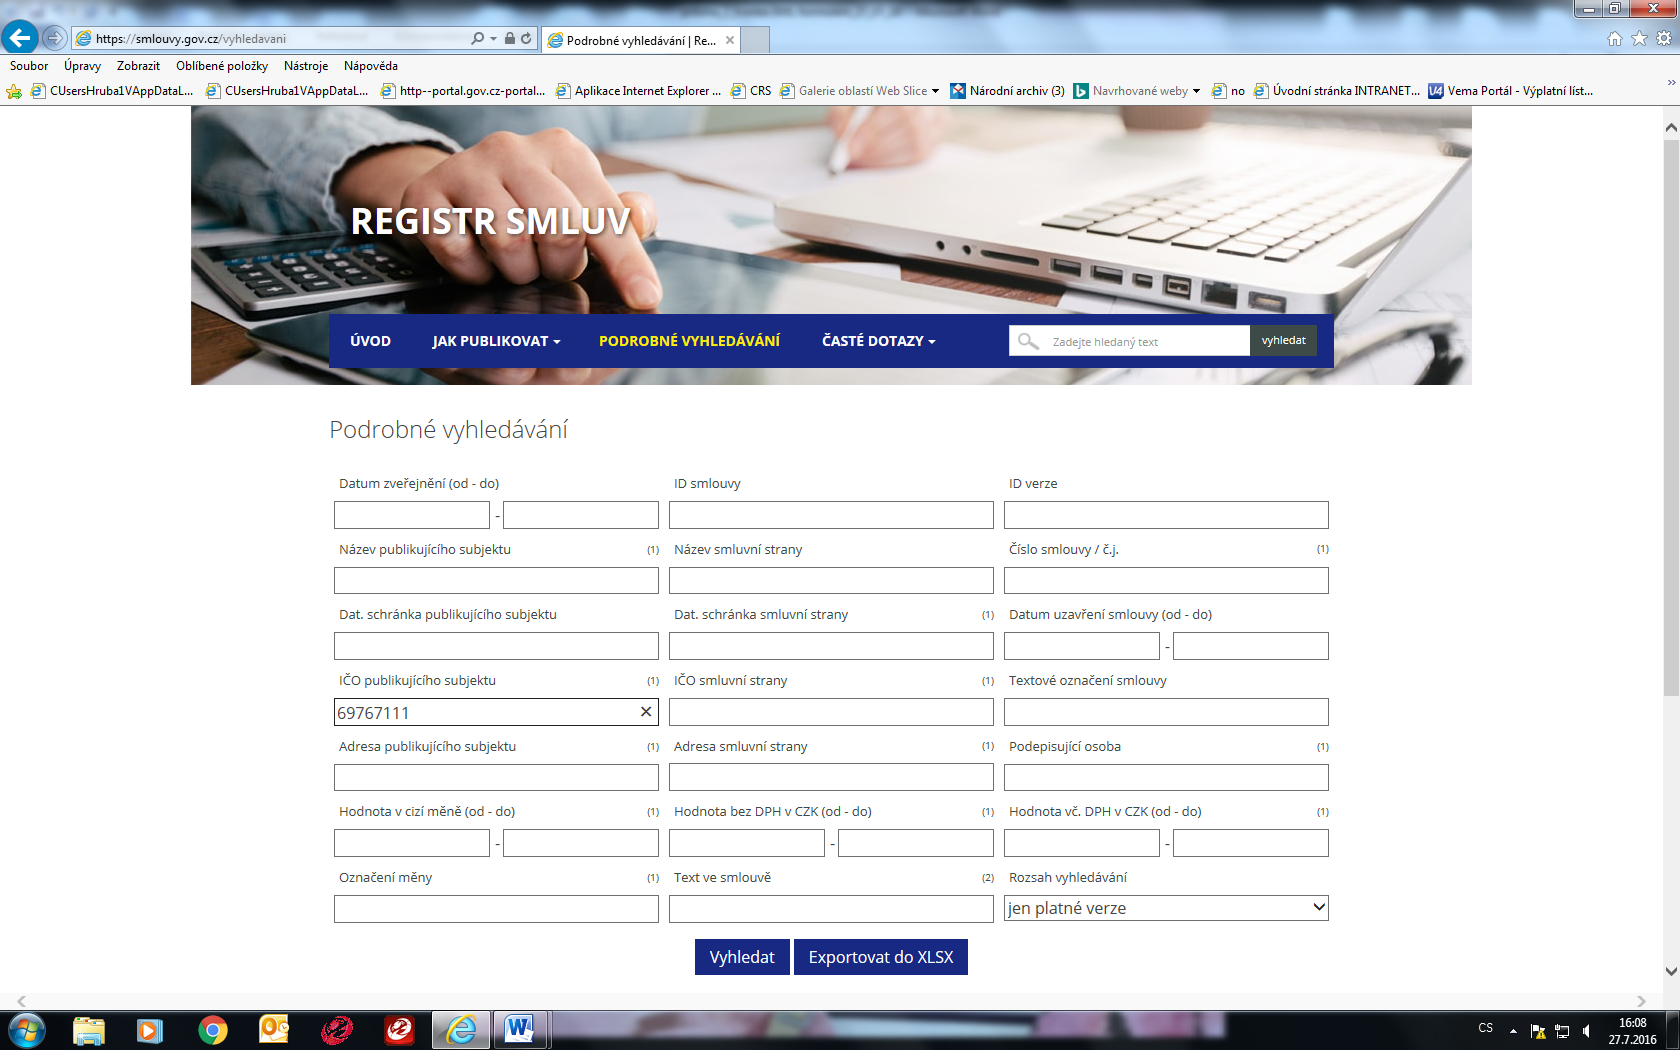 https://smlouvy.gov.cz/vyhledavani
Podrobné vyhledávání | Re...
Soubor Úpravy Zobrazit Oblíbené položky Nástroje Nápověda
CUsersHruba1VAppDataL... CUsersHruba1VAppDataL... http--portal.gov.cz-portal... Aplikace Internet Explorer ... CRS Galerie oblastí Web Slice Národní archiv (3) Navrhované weby no Úvodní stránka INTRANET... Vema Portál - Výplatní líst...
REGISTR SMLUV
ÚVOD JAK PUBLIKOVAT PODROBNÉ VYHLEDÁVÁNÍ ČASTÉ DOTAZY Zadejte hledaný text vyhledat
Podrobné vyhledávání
Datum zveřejnění (od - do) ID smlouvy ID verze
-
Název publikujícího subjektu (1) Název smluvní strany Číslo smlouvy / č.j. (1)
Dat. schránka publikujícího subjektu Dat. schránka smluvní strany (1) Datum uzavření smlouvy (od - do)
-
IČO publikujícího subjektu (1) IČO smluvní strany (1) Textové označení smlouvy
69767111
Adresa publikujícího subjektu (1) Adresa smluvní strany (1) Podepisující osoba (1)
Hodnota v cizí měně (od - do) (1) Hodnota bez DPH v CZK (od - do) (1) Hodnota vč. DPH v CZK (od - do) (1)
- - -
Označení měny (1) Text ve smlouvě (2) Rozsah vyhledávání
jen platné verze
Vyhledat Exportovat do XLSX
CS 16:08
27.7.2016